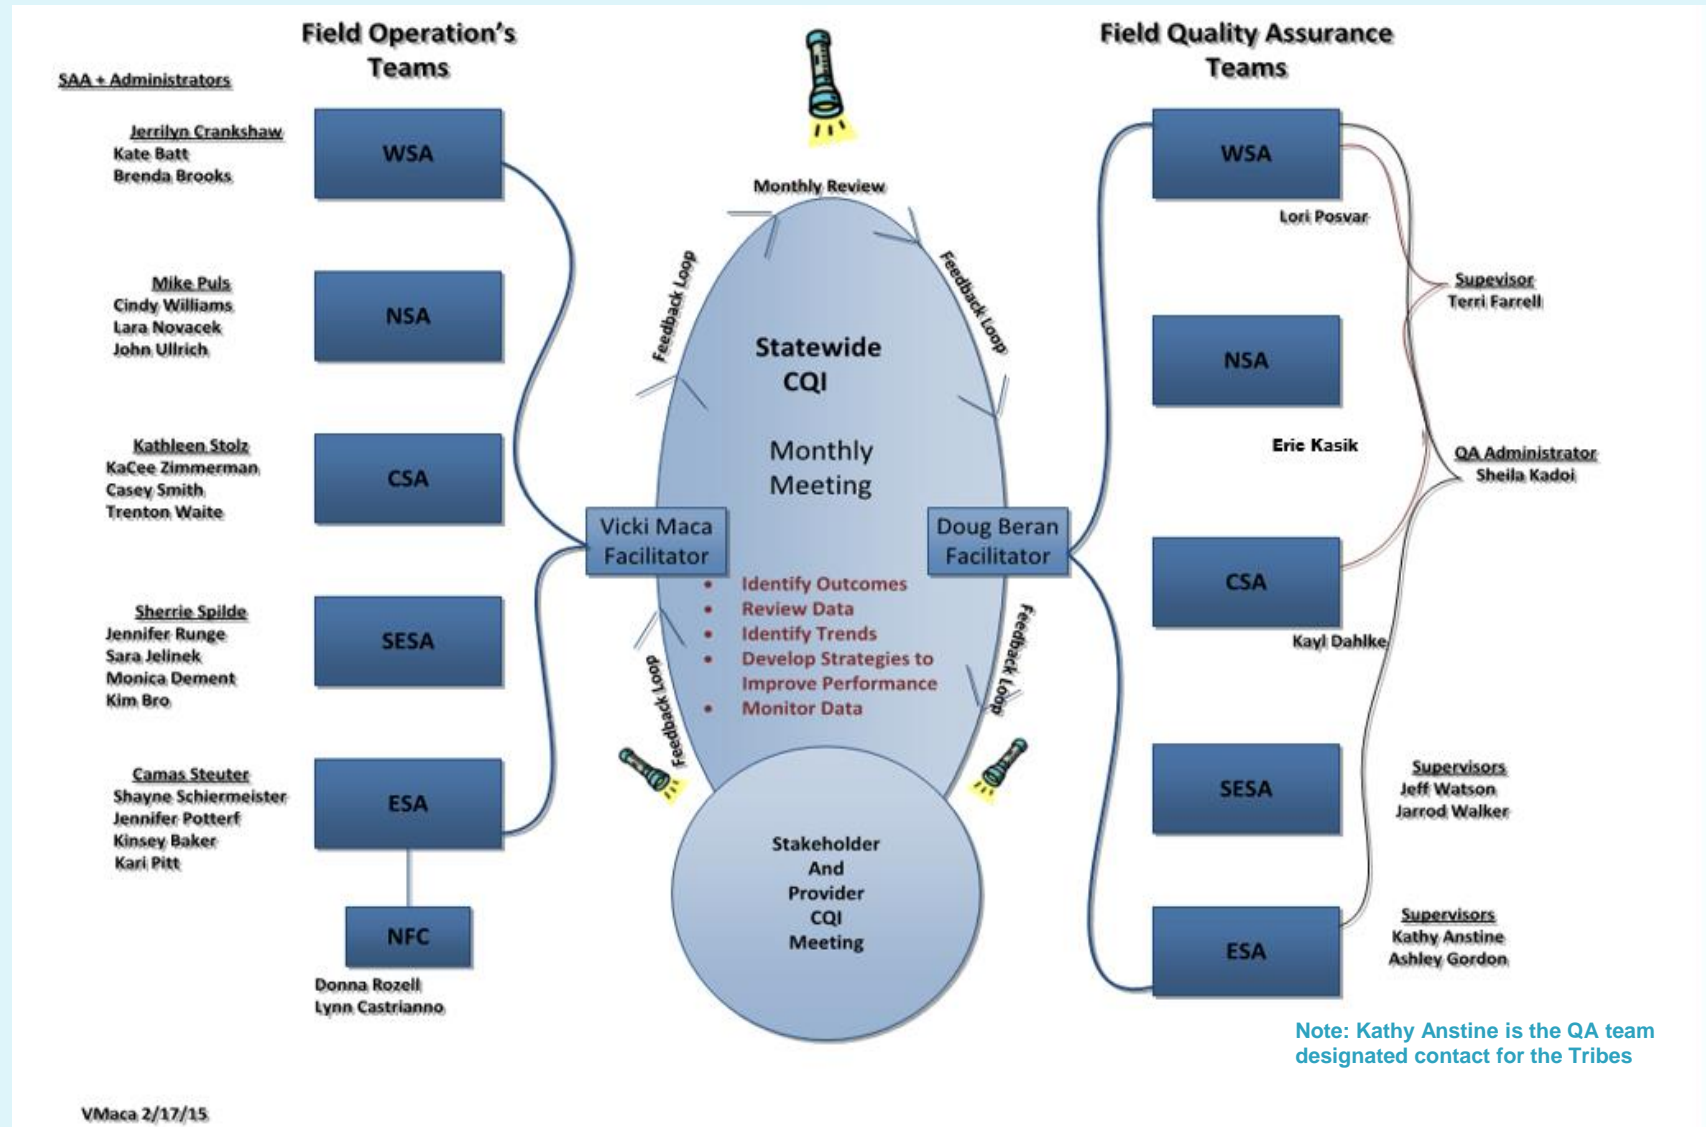 Field Operation's
Teams
SAA + Administrators
Jerrilyn Crankshaw
Kate Batt
Brenda Brooks
WSA
Mike Puls
Cindy Williams
Lara Novacek
John Ullrich
NSA
Kathleen Stolz
KaCee Zimmerman
Casey Smith
Trenton Waite
CSA
Sherrie Spilde
Jennifer Runge
Sara Jelinek
Monica Dement
Kim Bro
SESA
Camas Steuter
Shayne Schiermeister
Jennifer Potterf
Kinsey Baker
Kari Pitt
ESA
NFC
Donna Rozell
Lynn Castrianno
VMaca 2/17/15
Monthly Review
Feedback Loop
Feedback Loop
Statewide
CQI
Monthly
Meeting
Vicki Maca
Facilitator
Doug Beran
Facilitator
• Identify Outcomes
• Review Data
• Identify Trends
• Develop Strategies to
Improve Performance
• Monitor Data
Feedback Loop
Feedback Loop
Stakeholder
And
Provider
CQI
Meeting
Field Quality Assurance
Teams
WSA
Lori Posvar
Supevisor
Terri Farrell
NSA
Eric Kasik
QA Administrator
Sheila Kadoi
CSA
Kayl Dahlke
SESA
Supervisors
Jeff Watson
Jarrod Walker
ESA
Supervisors
Kathy Anstine
Ashley Gordon
Note: Kathy Anstine is the QA team
designated contact for the Tribes